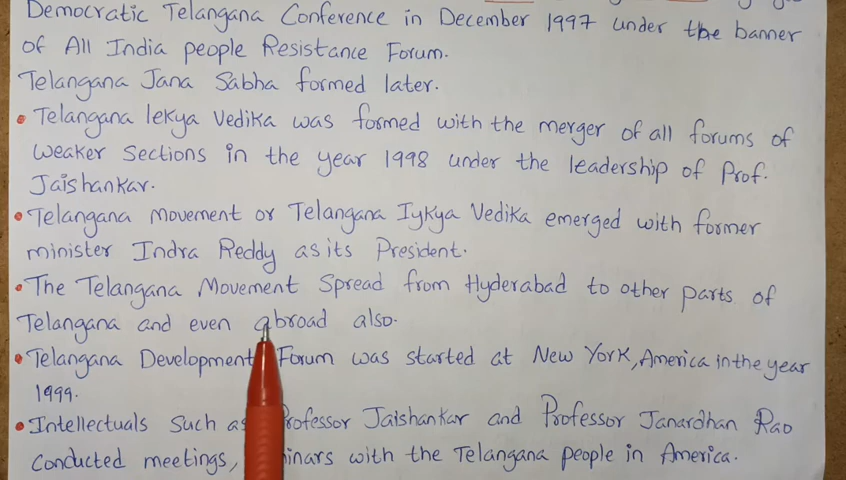 Democratic Telangana Conference in December 1997 under the banner
of All India people Resistance Forum.
Telangana Jana Sabha formed later.
• Telangana lekya Vedika was formed with the merger of all forums of
weaker Sections in the year 1998 under the leadership of Prof.
Jaishankar.
• Telangana movement or Telangana Iykya Vedika emerged with former
minister Indra Reddy as its President.
• The Telangana Movement Spread from Hyderabad to other parts of
Telangana and even abroad also.
• Telangana Development Forum was started at New York, America in the year
1999.
• Intellectuals Such as Professor Jaishankar and Professor Janardhan Rao
Conducted meetings, inars with the Telangana people in America.